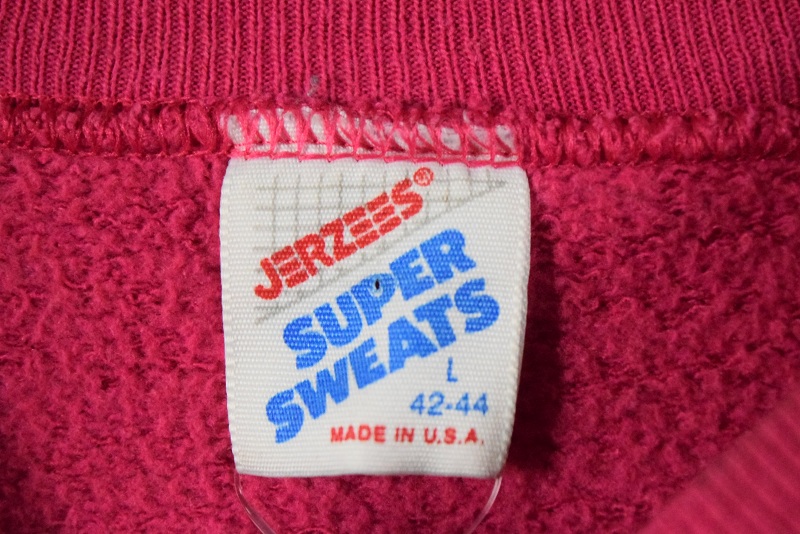 JERZEES®
SUPER
SWEATS
L
42-44
MADE IN U.S.A.